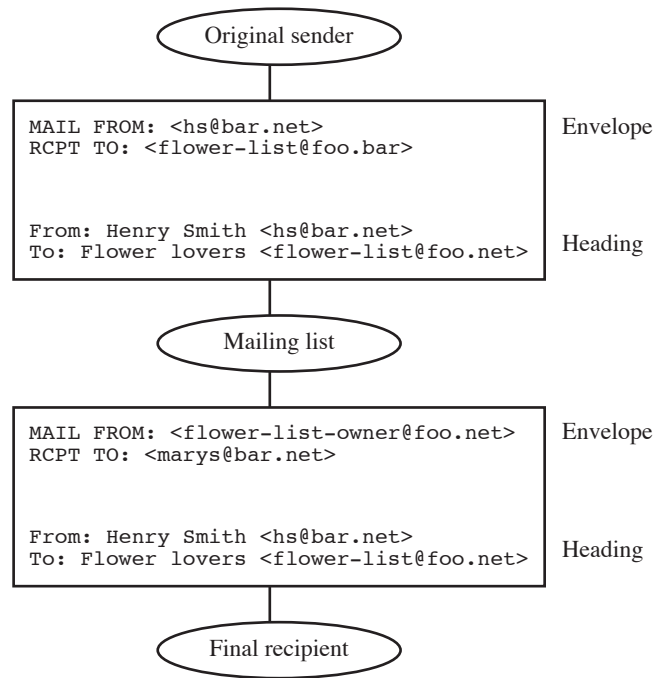 Original sender
MAIL FROM: <hs@bar.net>
Envelope
RCPT TO: <flower-list@foo.bar>
From: Henry Smith <hs@bar.net>
Heading
To: Flower lovers <flower-list@foo.net>
Mailing list
MAIL FROM: <flower-list-owner@foo.net>
Envelope
RCPT TO: <marys@bar.net>
From: Henry Smith <hs@bar.net>
Heading
To: Flower lovers <flower-list@foo.net>
Final recipient